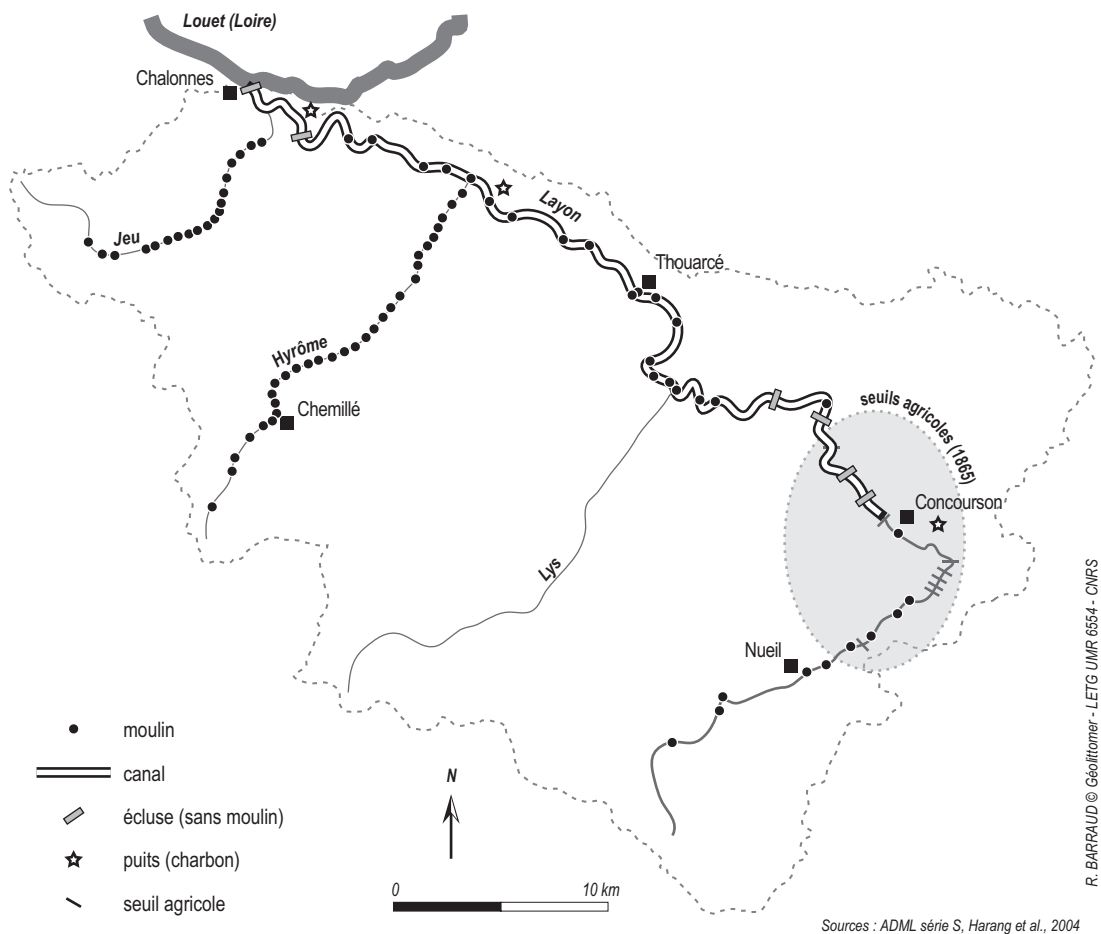 Louet (Loire)
Chalonnes
Layon
Jeu
Thouarcé
Hyrôme
Chemillé
seuils agricoles (1865)
Concourson
Lys
Nueil
moulin
canal
écluse (sans moulin)
puits (charbon)
seuil agricole
N
0 10 km
R. BARRAUD © Géolittomer - LETG UMR 6554 - CNRS
Sources : ADML série S, Harang et al., 2004